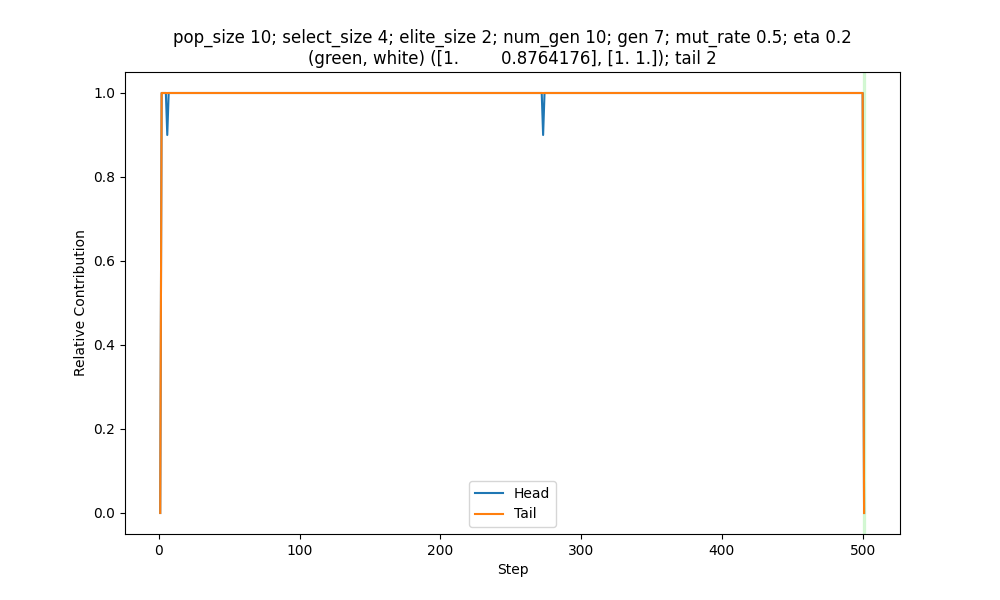 pop_size 10; select_size 4; elite_size 2; num_gen 10; gen 7; mut_rate 0.5; eta 0.2
(green, white) ([1.        0.8764176], [1. 1.]); tail 2
1.0
0.8
0.6
0.4
0.2
0.0
Relative Contribution
Head
Tail
0 100 200 300 400 500
Step